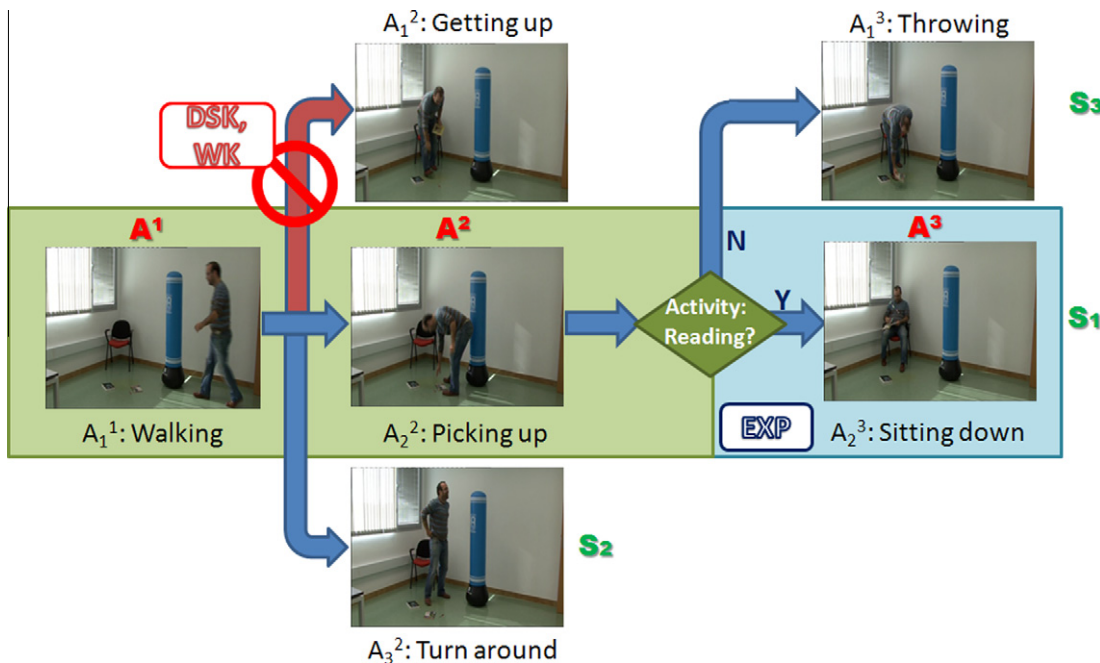 A₁²: Getting up
A₁³: Throwing
DSK,
WK
S₃
A¹
A²
A³
N
Activity:
Reading?
Y
S₁
A₁¹: Walking
A₂²: Picking up
EXP
A₂³: Sitting down
S₂
A₃²: Turn around